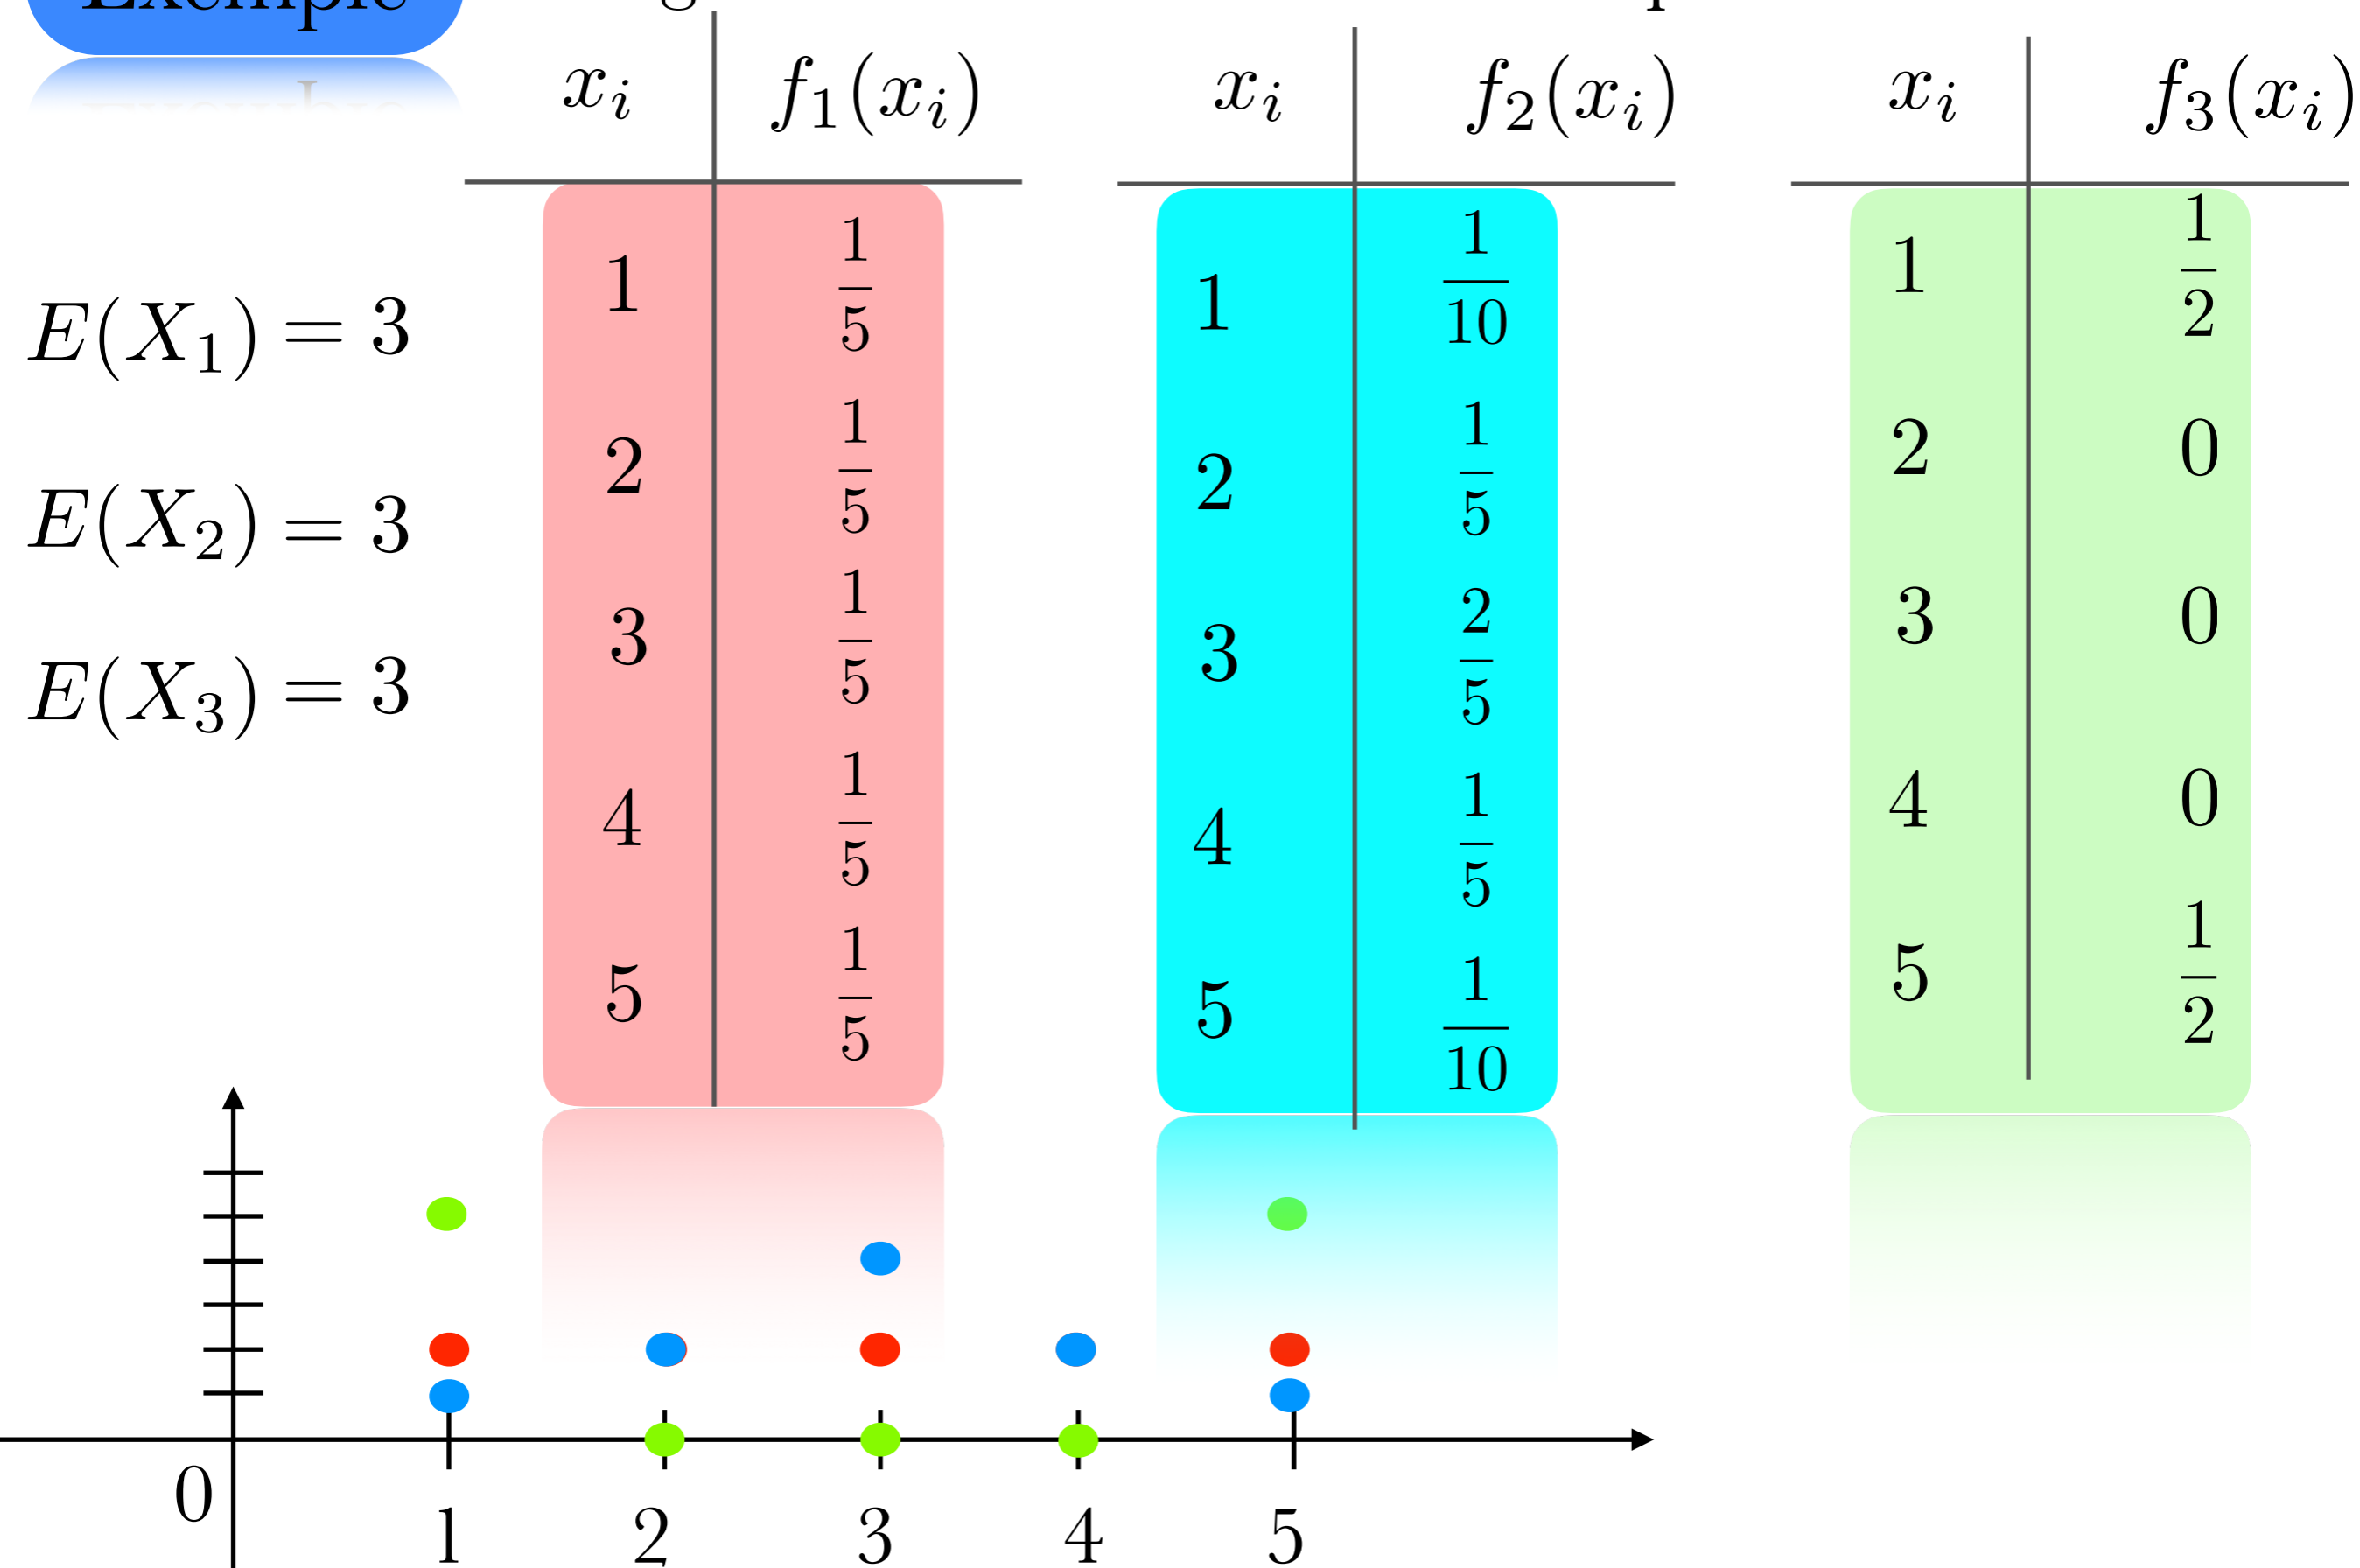 x_i f_1(x_i) x_i f_2(x_i) x_i f_3(x_i)
1 1/5 1 1/10 1 1/2
E(X_1) = 3
2 1/5 2 1/5 2 0
E(X_2) = 3
3 1/5 3 2/5 3 0
E(X_3) = 3
4 1/5 4 1/5 4 0
5 1/5 5 1/10 5 1/2
0
1 2 3 4 5